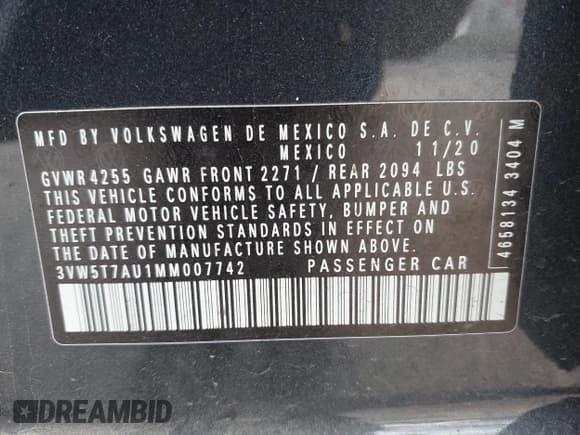 MFD BY VOLKSWAGEN DE MEXICO S.A. DE C.V.
MEXICO 11/20
GVWR4255 GAWR FRONT 2271 / REAR 2094 LBS
THIS VEHICLE CONFORMS TO ALL APPLICABLE U.S.
FEDERAL MOTOR VEHICLE SAFETY, BUMPER AND
THEFT PREVENTION STANDARDS IN EFFECT ON
THE DATE OF MANUFACTURE SHOWN ABOVE.
3VW5T7AU1MM007742 PASSENGER CAR
4658134 3404 M
DREAMBID